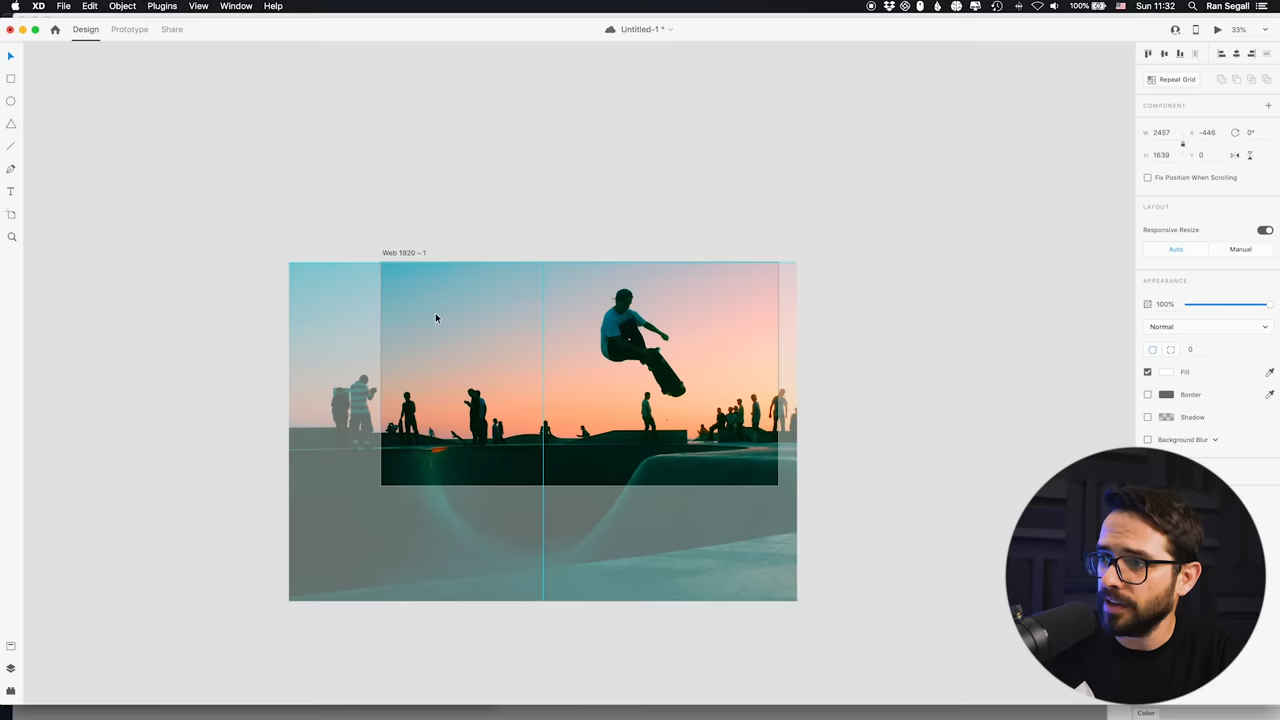 XD File Edit Object Plugins View Window Help 100% Sun 11:32 Ran Segall
Design Prototype Share Untitled-1 * 33%
Repeat Grid
COMPONENT
W 2457 X -446 0°
H 1639 Y 0
Fix Position When Scrolling
LAYOUT
Responsive Resize
Auto Manual
Web 1920 – 1
APPEARANCE
100%
Normal
0
Fill
Border
Shadow
Background Blur
T
Color